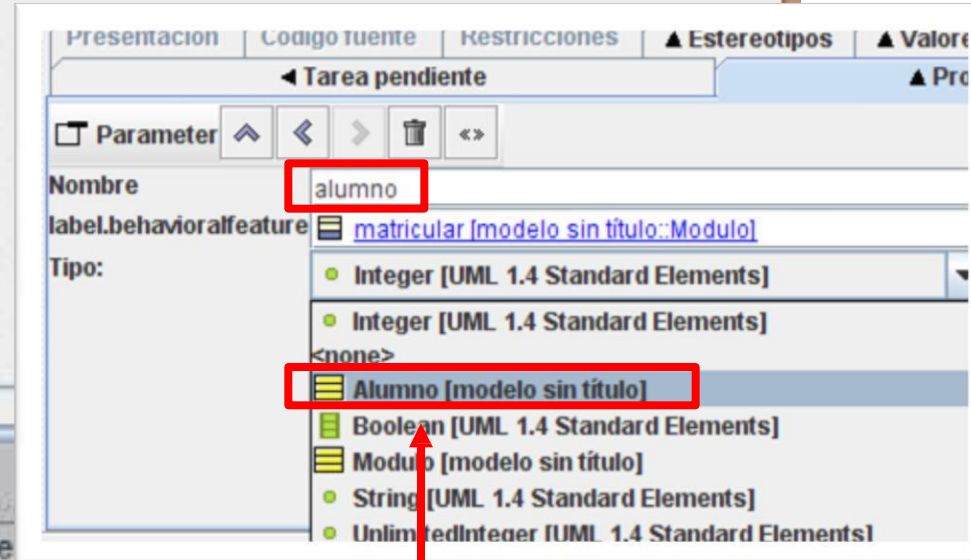 Presentación Código fuente Restricciones ▲ Estereotipos ▲ Valore
◀ Tarea pendiente ▲ Pro
Parameter «»
Nombre alumno
label.behavioralfeature matricular [modelo sin título::Modulo]
Tipo: Integer [UML 1.4 Standard Elements]
Integer [UML 1.4 Standard Elements]
<none>
Alumno [modelo sin título]
Boolean [UML 1.4 Standard Elements]
Modulo [modelo sin título]
String [UML 1.4 Standard Elements]
UnlimitedInteger [UML 1.4 Standard Elements]